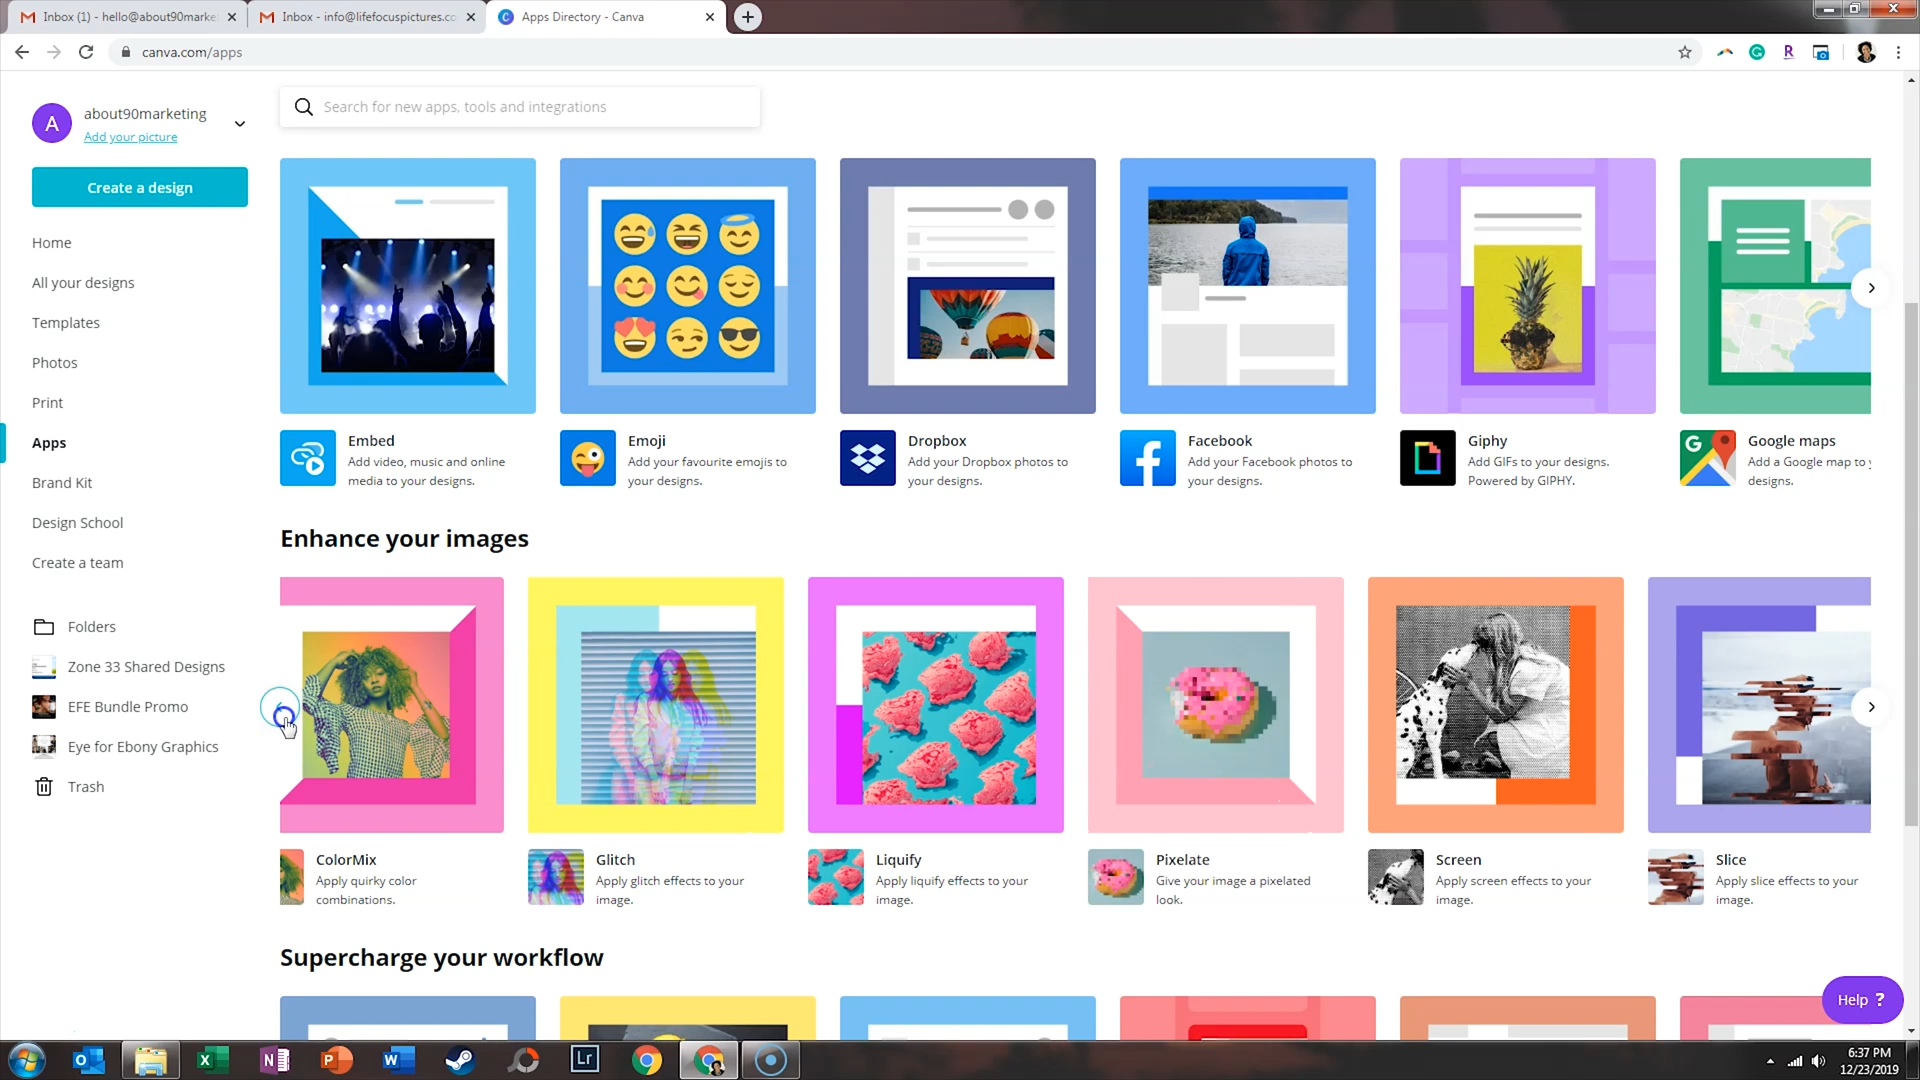 Inbox (1) - hello@about90marke
Inbox - info@lifefocuspictures.co
Apps Directory - Canva
canva.com/apps
A
about90marketing
Add your picture
Create a design
Home
All your designs
Templates
Photos
Print
Apps
Brand Kit
Design School
Create a team
Folders
Zone 33 Shared Designs
EFE Bundle Promo
Eye for Ebony Graphics
Trash
Search for new apps, tools and integrations
Embed
Add video, music and online
media to your designs.
Emoji
Add your favourite emojis to
your designs.
Dropbox
Add your Dropbox photos to
your designs.
Facebook
Add your Facebook photos to
your designs.
Giphy
Add GIFs to your designs.
Powered by GIPHY.
Google maps
Add a Google map to
designs.
Enhance your images
ColorMix
Apply quirky color
combinations.
Glitch
Apply glitch effects to your
image.
Liquify
Apply liquify effects to your
image.
Pixelate
Give your image a pixelated
look.
Screen
Apply screen effects to your
image.
Slice
Apply slice effects to your
image.
Supercharge your workflow
Help ?
Lr
6:37 PM
12/23/2019